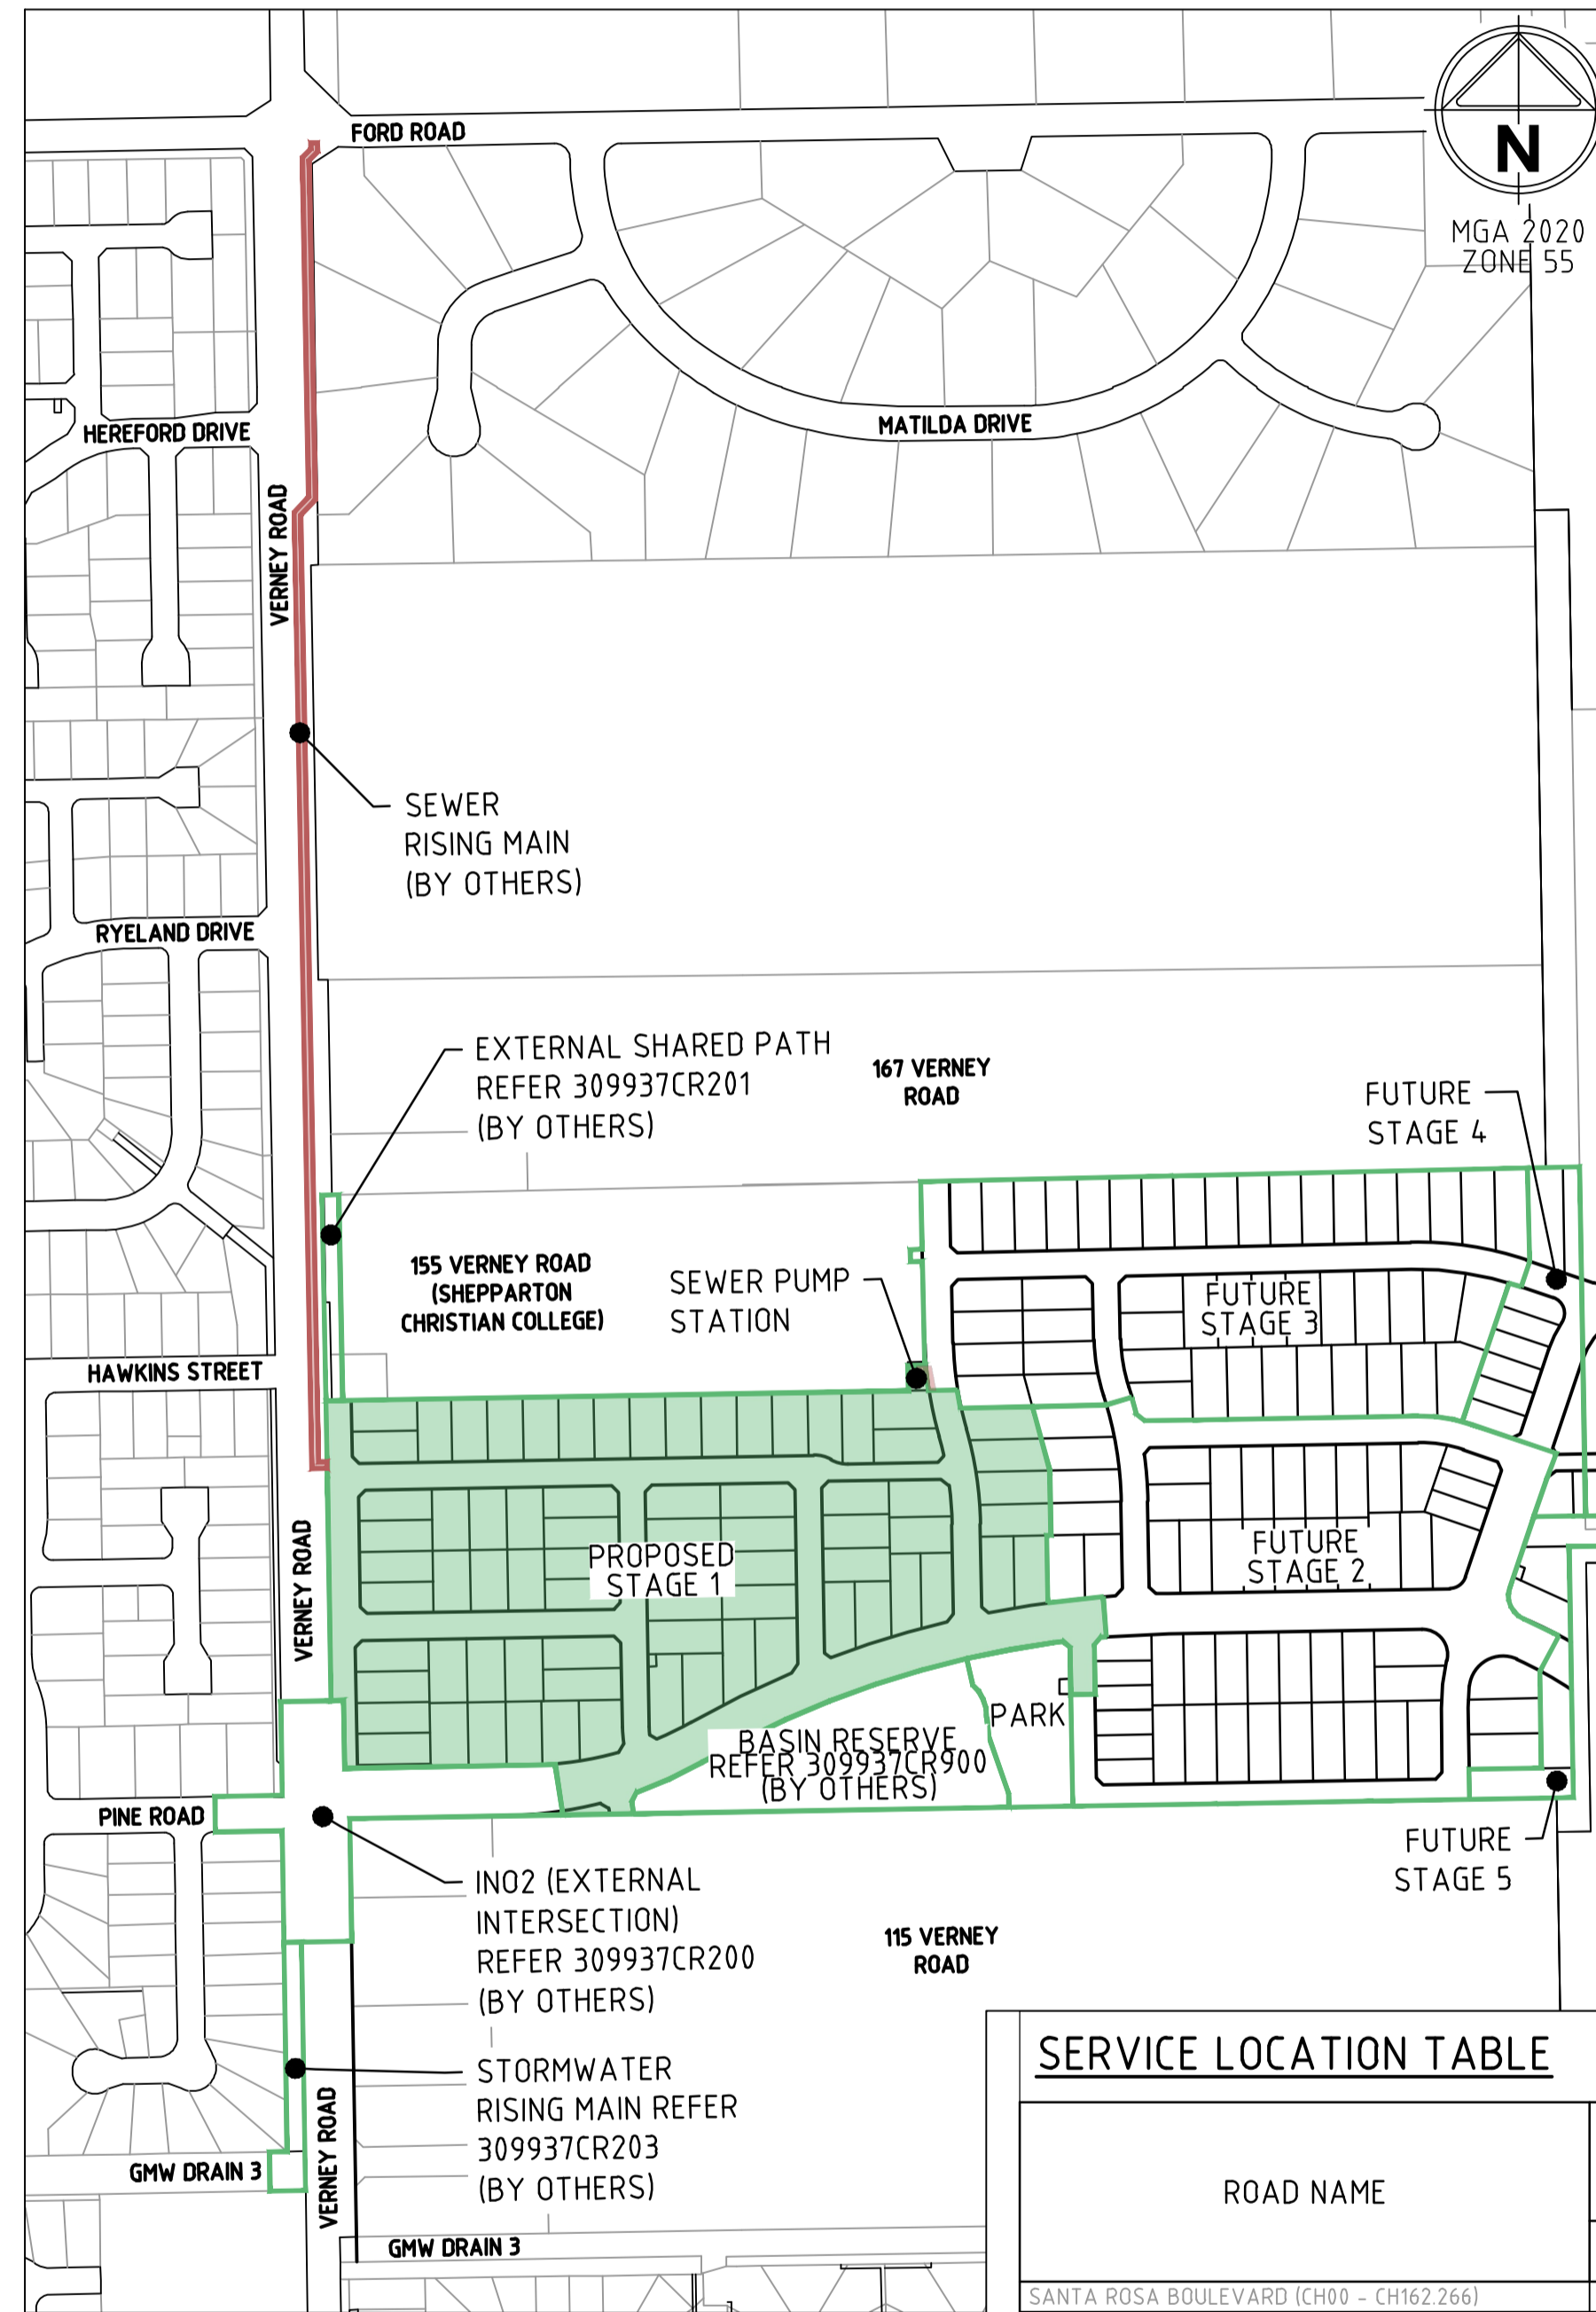 FORD ROAD
N
MGA 2020
ZONE 55
HEREFORD DRIVE
MATILDA DRIVE
VERNEY ROAD
SEWER
RISING MAIN
(BY OTHERS)
RYELAND DRIVE
EXTERNAL SHARED PATH
REFER 309937CR201
(BY OTHERS)
167 VERNEY
ROAD
FUTURE
STAGE 4
155 VERNEY ROAD
(SHEPPARTON
CHRISTIAN COLLEGE)
SEWER PUMP
STATION
FUTURE
STAGE 3
HAWKINS STREET
VERNEY ROAD
PROPOSED
STAGE 1
FUTURE
STAGE 2
PARK
BASIN RESERVE
REFER 309937CR900
(BY OTHERS)
PINE ROAD
FUTURE
STAGE 5
IN02 (EXTERNAL
INTERSECTION)
REFER 309937CR200
(BY OTHERS)
115 VERNEY
ROAD
STORMWATER
RISING MAIN REFER
309937CR203
(BY OTHERS)
VERNEY ROAD
GMW DRAIN 3
GMW DRAIN 3
SERVICE LOCATION TABLE
ROAD NAME
SANTA ROSA BOULEVARD (CH00 - CH162.266)